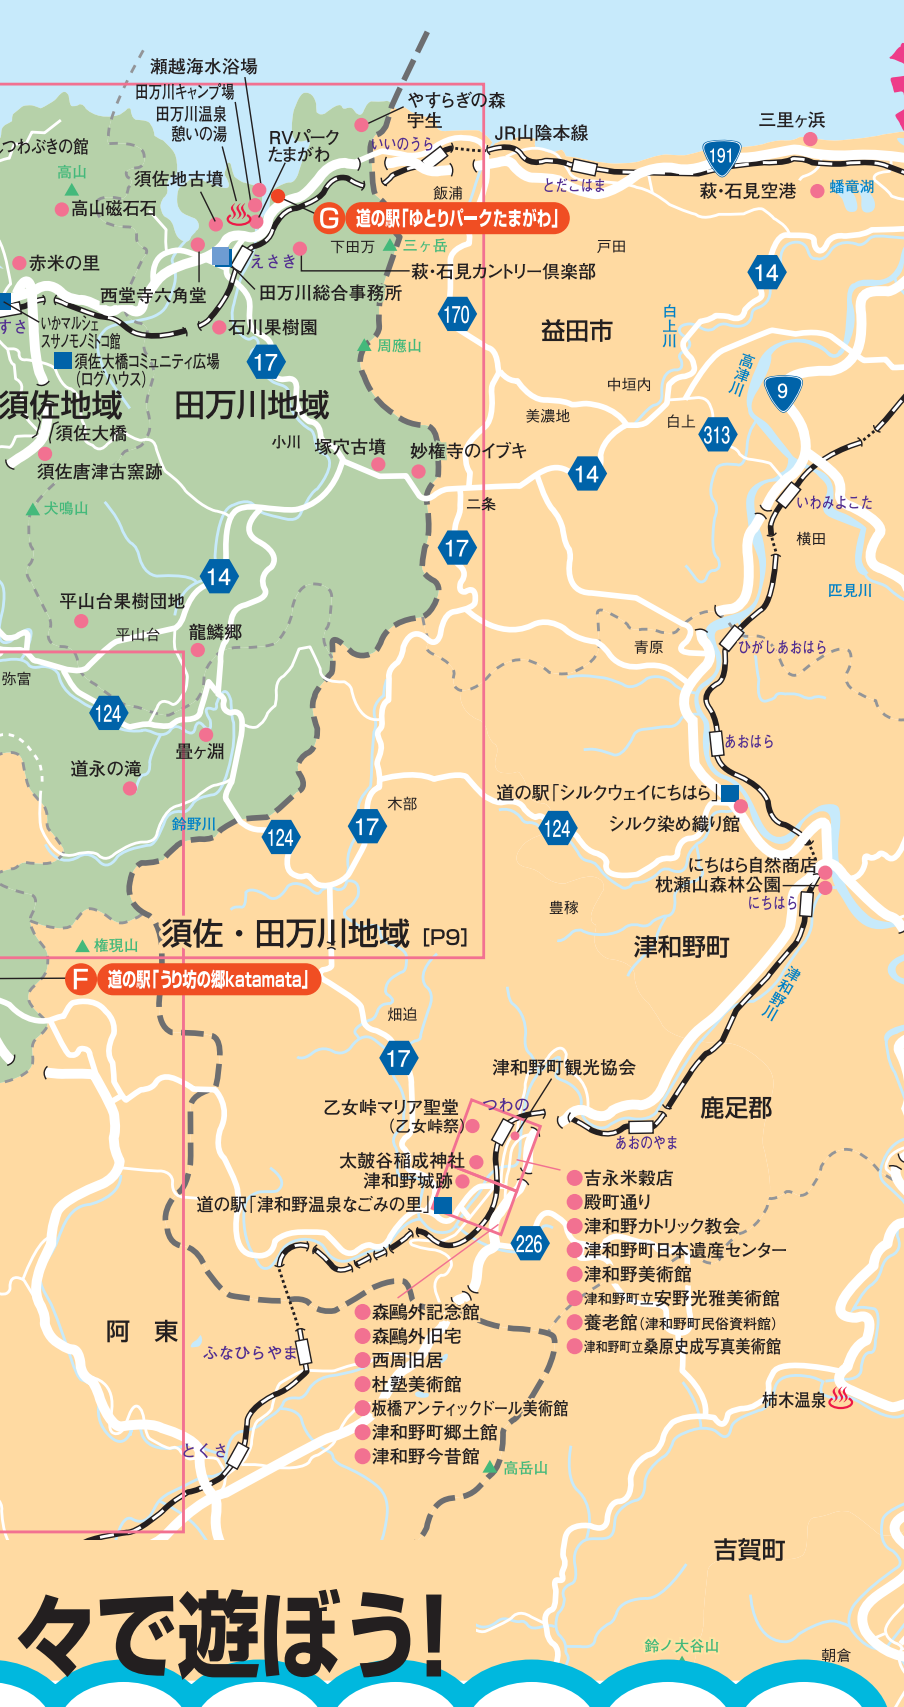 瀬越海水浴場
田万川キャンプ場
田万川温泉
憩いの湯
RVパーク
たまがわ
やすらぎの森
宇生
いいのうら
JR山陰本線
三里ヶ浜
191
つわぶきの館
高山
須佐地古墳
飯浦
とだこはま
萩・石見空港
蟠竜湖
高山磁石石
G 道の駅「ゆとりパークたまがわ」
下田万
三ヶ岳
戸田
赤米の里
えさき
萩・石見カントリー倶楽部
14
西堂寺六角堂
田万川総合事務所
170
白上川
益田市
すさ
いかマルシェ
スサノモノミトコ館
石川果樹園
周應山
須佐大橋コミュニティ広場
(ログハウス)
17
高津川
9
中垣内
須佐地域
田万川地域
美濃地
白上
313
須佐大橋
小川
塚穴古墳
妙権寺のイブキ
須佐唐津古窯跡
14
犬鳴山
二条
いわみよこた
17
横田
14
匹見川
平山台果樹団地
平山台
龍鱗郷
青原
ひがしあおはら
弥富
124
畳ヶ淵
あおはら
道永の滝
道の駅「シルクウェイにちはら」
木部
鈴野川
124
17
124
シルク染め織り館
にちはら自然商店
枕瀬山森林公園
にちはら
豊稼
須佐・田万川地域 [P9]
権現山
津和野町
F 道の駅「うり坊の郷katamata」
津和野川
畑迫
17
津和野町観光協会
乙女峠マリア聖堂
(乙女峠祭)
つわの
鹿足郡
あおのやま
太皷谷稲成神社
津和野城跡
道の駅「津和野温泉なごみの里」
吉永米穀店
殿町通り
津和野カトリック教会
津和野町日本遺産センター
津和野美術館
津和野町立安野光雅美術館
養老館(津和野町民俗資料館)
津和野町立桑原史成写真美術館
226
森鷗外記念館
森鷗外旧宅
西周旧居
杜塾美術館
板橋アンティックドール美術館
津和野町郷土館
津和野今昔館
阿 東
ふなひらやま
柿木温泉
とくさ
高岳山
吉賀町
鈴ノ大谷山
朝倉
々で遊ぼう!